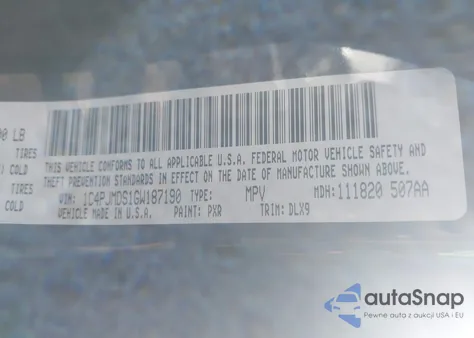 00 LB
TIRES
COLD
TIRES
COLD
THIS VEHICLE CONFORMS TO ALL APPLICABLE U.S.A. FEDERAL MOTOR VEHICLE SAFETY AND
THEFT PREVENTION STANDARDS IN EFFECT ON THE DATE OF MANUFACTURE SHOWN ABOVE.
VIN: 1C4PJMDS1GW187190 TYPE: MPV MDH:111820 507AA
VEHICLE MADE IN U.S.A. PAINT: PXR TRIM: DLX9
autoSnap
Pewne auta z aukcji USA i EU